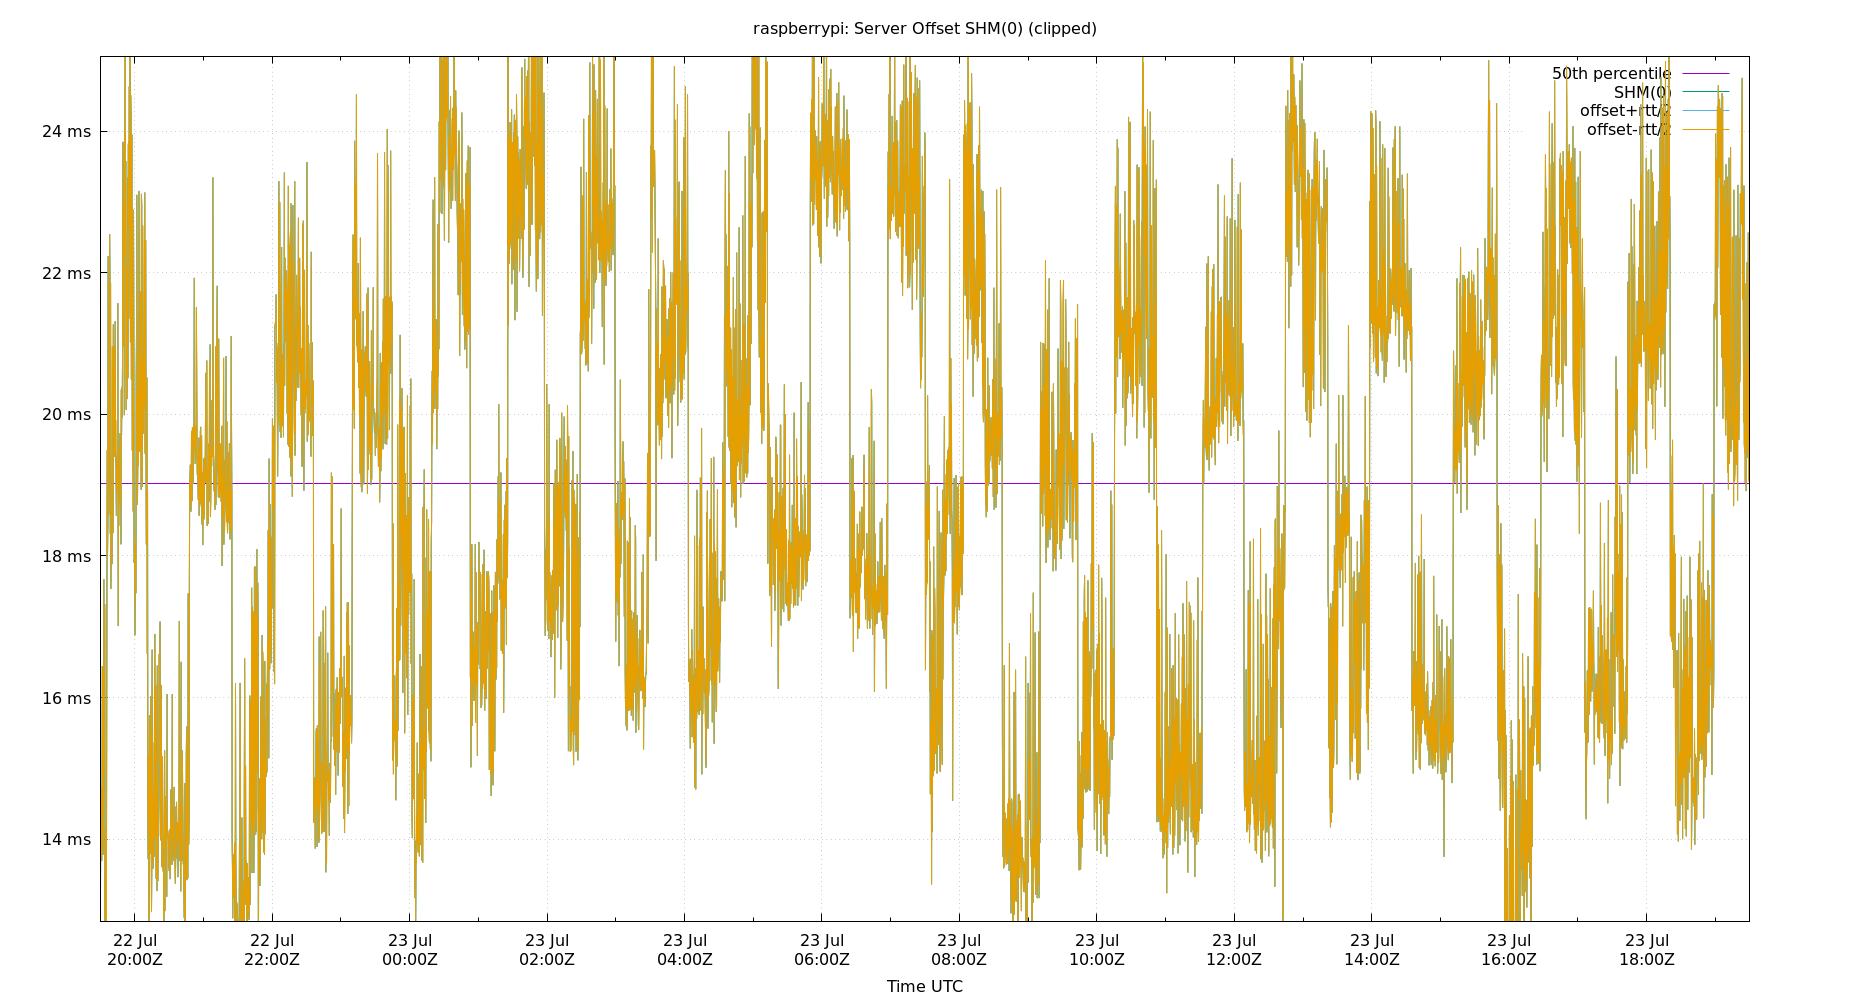 raspberrypi: Server Offset SHM(0) (clipped)
50th percentile
SHM(0)
offset+rtt/2
offset-rtt/2
24 ms
22 ms
20 ms
18 ms
16 ms
14 ms
22 Jul 22 Jul 23 Jul 23 Jul 23 Jul 23 Jul 23 Jul 23 Jul 23 Jul 23 Jul 23 Jul 23 Jul
20:00Z 22:00Z 00:00Z 02:00Z 04:00Z 06:00Z 08:00Z 10:00Z 12:00Z 14:00Z 16:00Z 18:00Z
Time UTC